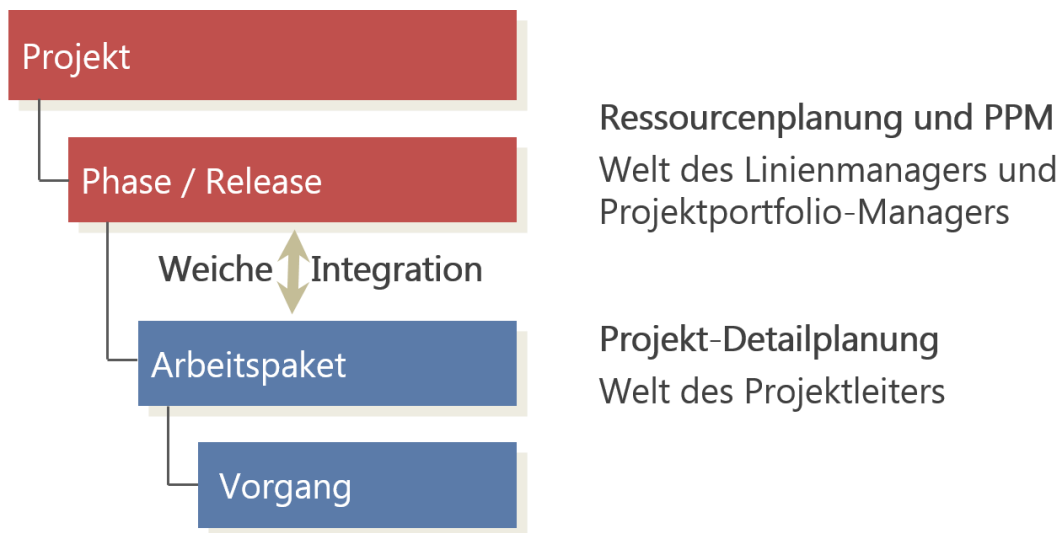 Projekt
Ressourcenplanung und PPM
Phase / Release
Welt des Linienmanagers und
Projektportfolio-Managers
Weiche Integration
Arbeitspaket
Projekt-Detailplanung
Welt des Projektleiters
Vorgang